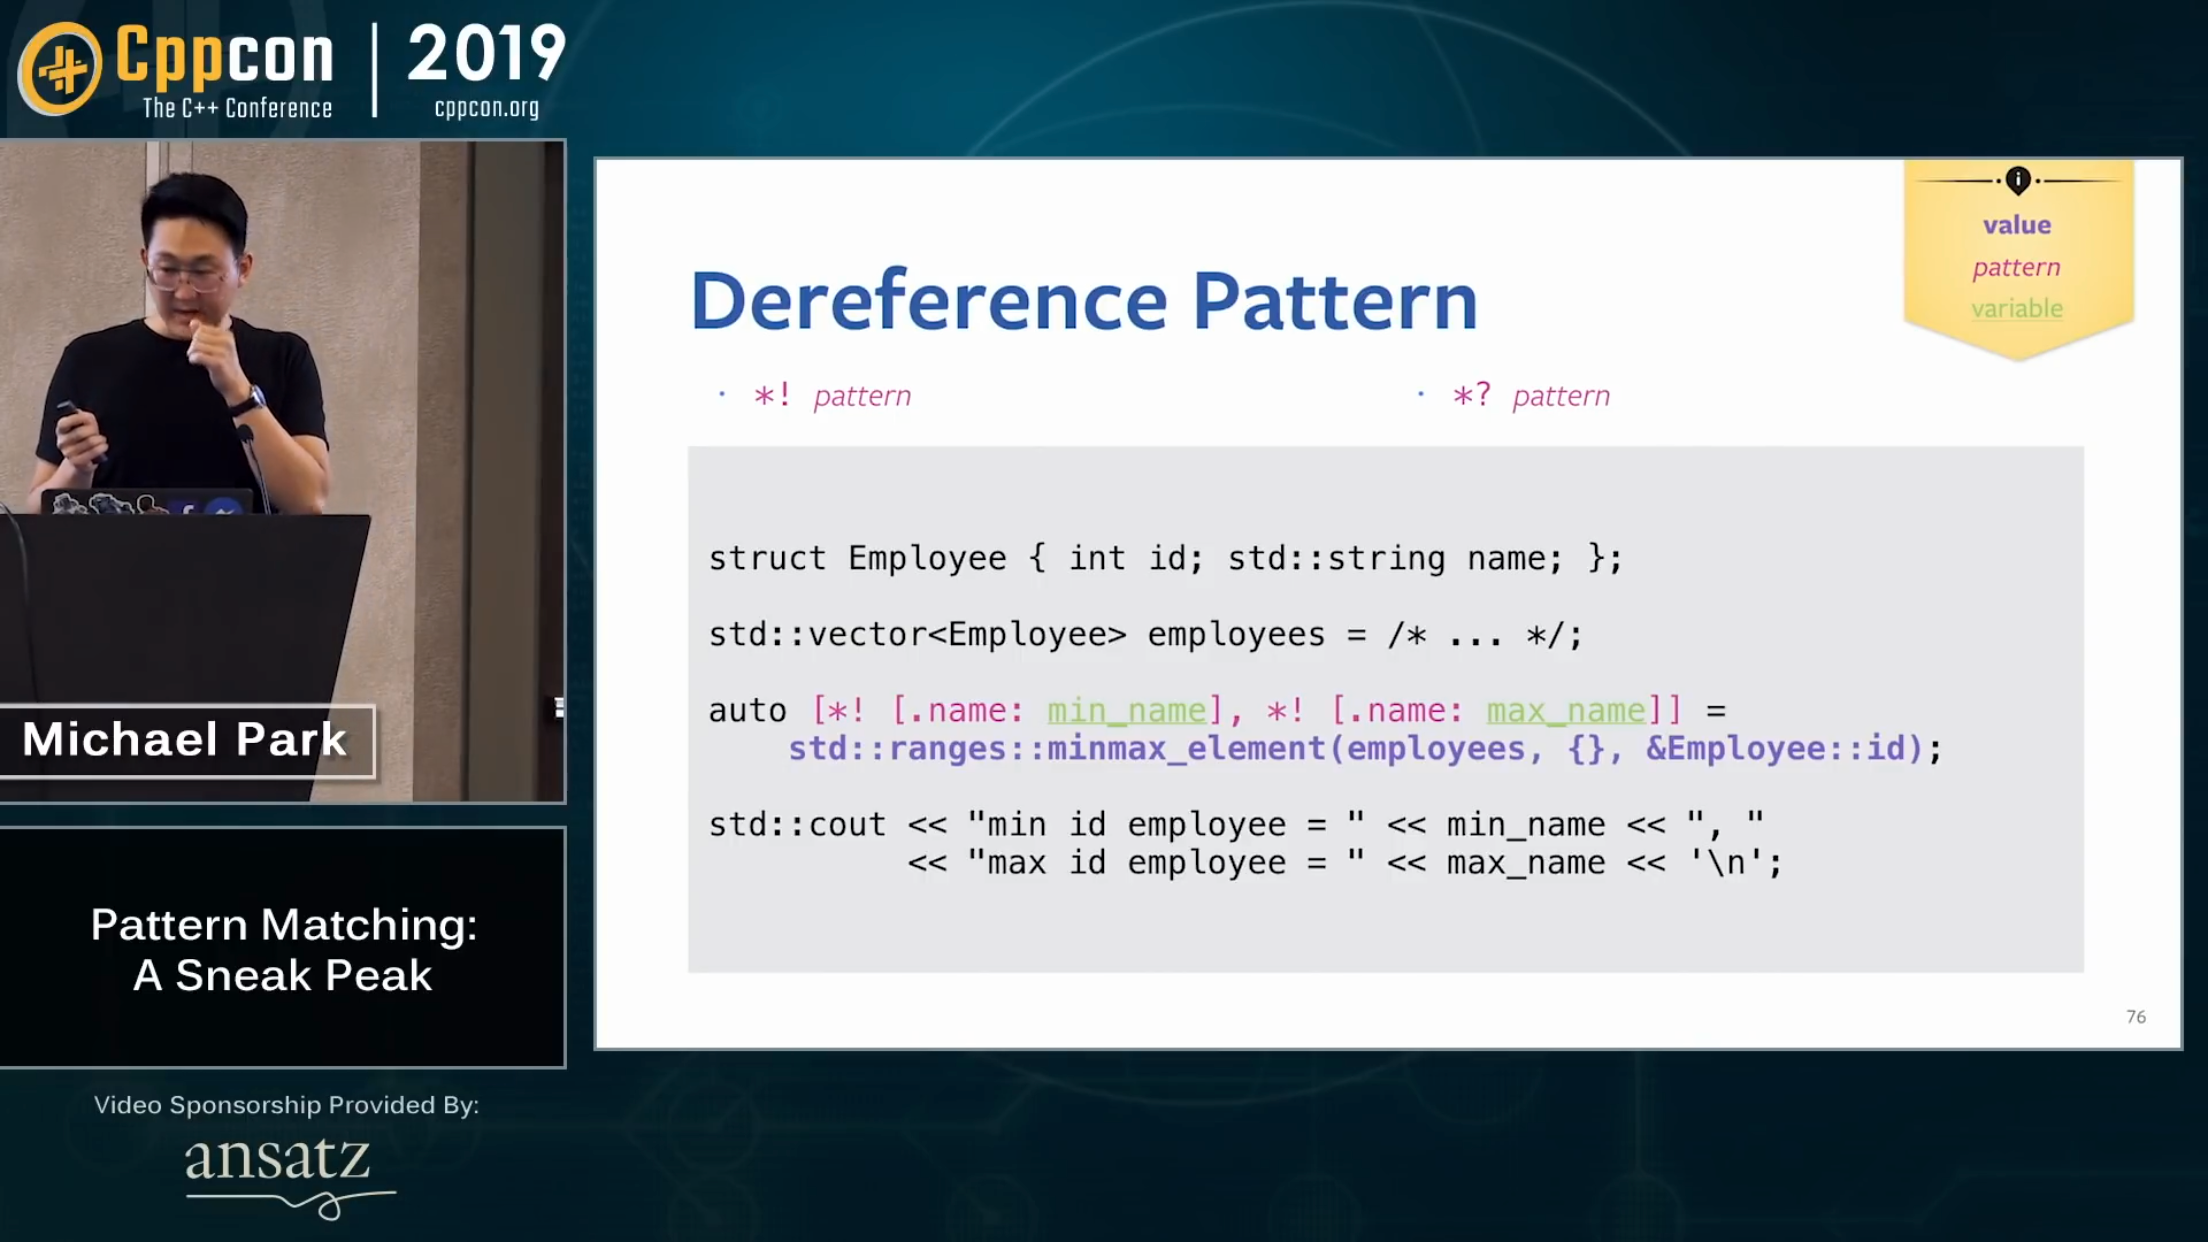 Cppcon
The C++ Conference
2019
cppcon.org
Michael Park
Pattern Matching:
A Sneak Peak
Video Sponsorship Provided By:
ansatz
i
value
pattern
variable
Dereference Pattern
· *! pattern
· *? pattern
struct Employee { int id; std::string name; };
std::vector<Employee> employees = /* ... */;
auto [*! [.name: min_name], *! [.name: max_name]] =
    std::ranges::minmax_element(employees, {}, &Employee::id);
std::cout << "min id employee = " << min_name << ", "
          << "max id employee = " << max_name << '\n';
76